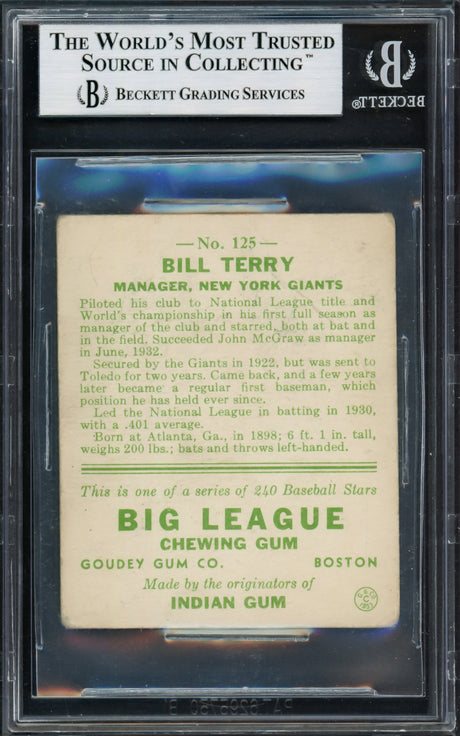 THE WORLD'S MOST TRUSTED
SOURCE IN COLLECTING™
BECKETT GRADING SERVICES
BECKETT®
—No. 125—
BILL TERRY
MANAGER, NEW YORK GIANTS
Piloted his club to National League title and
World's championship in his first full season as
manager of the club and starred, both at bat and
in the field. Succeeded John McGraw as manager
in June, 1932.
Secured by the Giants in 1922, but was sent to
Toledo for two years. Came back, and a few years
later became a regular first baseman, which
position he has held ever since.
Led the National League in batting in 1930,
with a .401 average.
Born at Atlanta, Ga., in 1898; 6 ft. 1 in. tall,
weighs 200 lbs.; bats and throws left-handed.
This is one of a series of 240 Baseball Stars
BIG LEAGUE
CHEWING GUM
GOUDEY GUM CO. BOSTON
Made by the originators of
INDIAN GUM